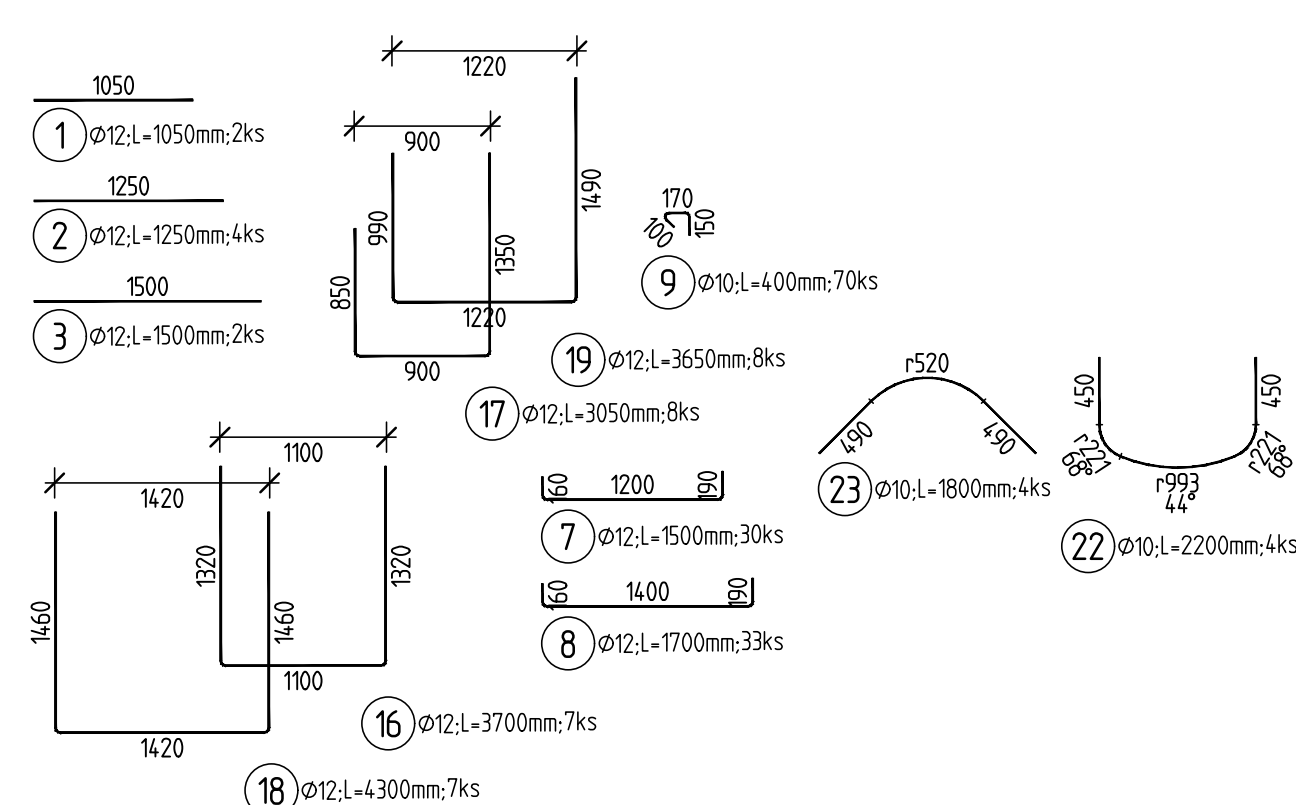 1050
1 Ø12;L=1050mm;2ks
1250
2 Ø12;L=1250mm;4ks
1500
3 Ø12;L=1500mm;2ks
1220
900
990
1490
850
1350
1220
900
19 Ø12;L=3650mm;8ks
17 Ø12;L=3050mm;8ks
170
100
150
9 Ø10;L=400mm;70ks
1100
1420
1320
1320
1460
1460
1100
1420
16 Ø12;L=3700mm;7ks
18 Ø12;L=4300mm;7ks
160
1200
190
7 Ø12;L=1500mm;30ks
160
1400
190
8 Ø12;L=1700mm;33ks
r520
490
490
23 Ø10;L=1800mm;4ks
450
450
r221
68°
r221
68°
r993
44°
22 Ø10;L=2200mm;4ks